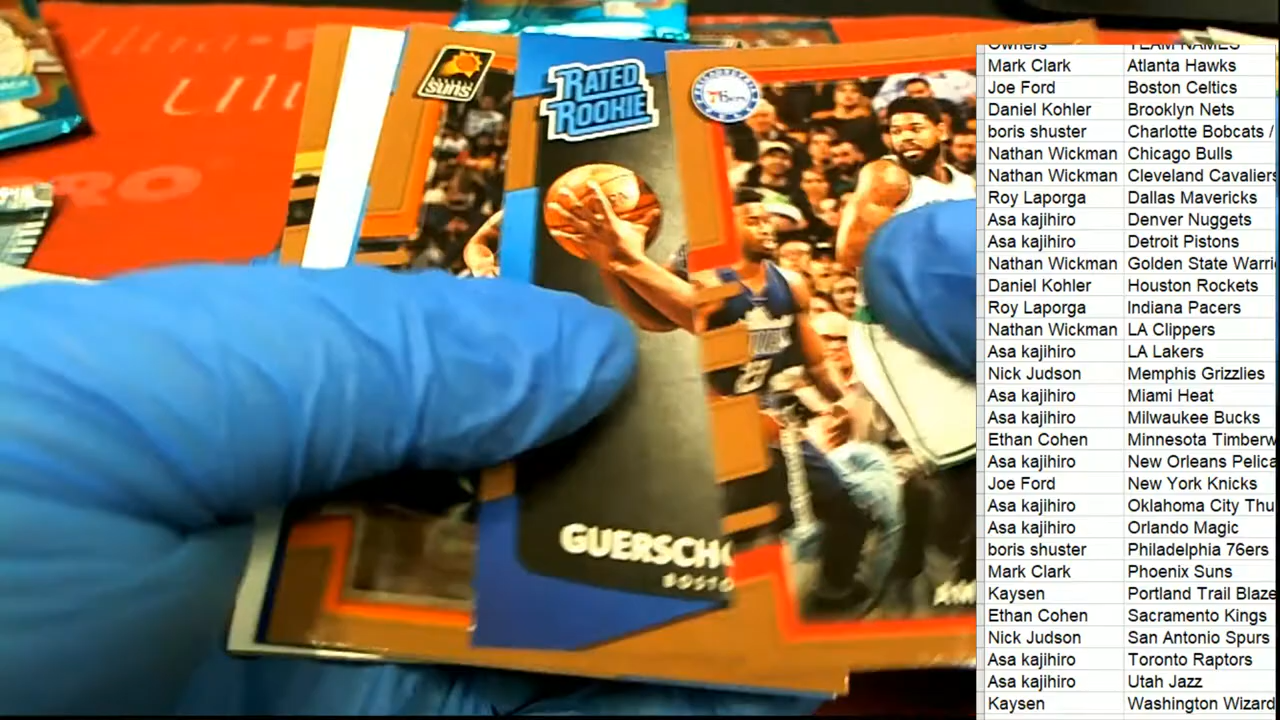 suns
RATED
ROOKIE
76ers
23
GUERSCH
BOSTO
AM
RO
Owners TEAM NAMES
Mark Clark Atlanta Hawks
Joe Ford Boston Celtics
Daniel Kohler Brooklyn Nets
boris shuster Charlotte Bobcats /
Nathan Wickman Chicago Bulls
Nathan Wickman Cleveland Cavaliers
Roy Laporga Dallas Mavericks
Asa kajihiro Denver Nuggets
Asa kajihiro Detroit Pistons
Nathan Wickman Golden State Warri
Daniel Kohler Houston Rockets
Roy Laporga Indiana Pacers
Nathan Wickman LA Clippers
Asa kajihiro LA Lakers
Nick Judson Memphis Grizzlies
Asa kajihiro Miami Heat
Asa kajihiro Milwaukee Bucks
Ethan Cohen Minnesota Timberw
Asa kajihiro New Orleans Pelica
Joe Ford New York Knicks
Asa kajihiro Oklahoma City Thu
Asa kajihiro Orlando Magic
boris shuster Philadelphia 76ers
Mark Clark Phoenix Suns
Kaysen Portland Trail Blaze
Ethan Cohen Sacramento Kings
Nick Judson San Antonio Spurs
Asa kajihiro Toronto Raptors
Asa kajihiro Utah Jazz
Kaysen Washington Wizard